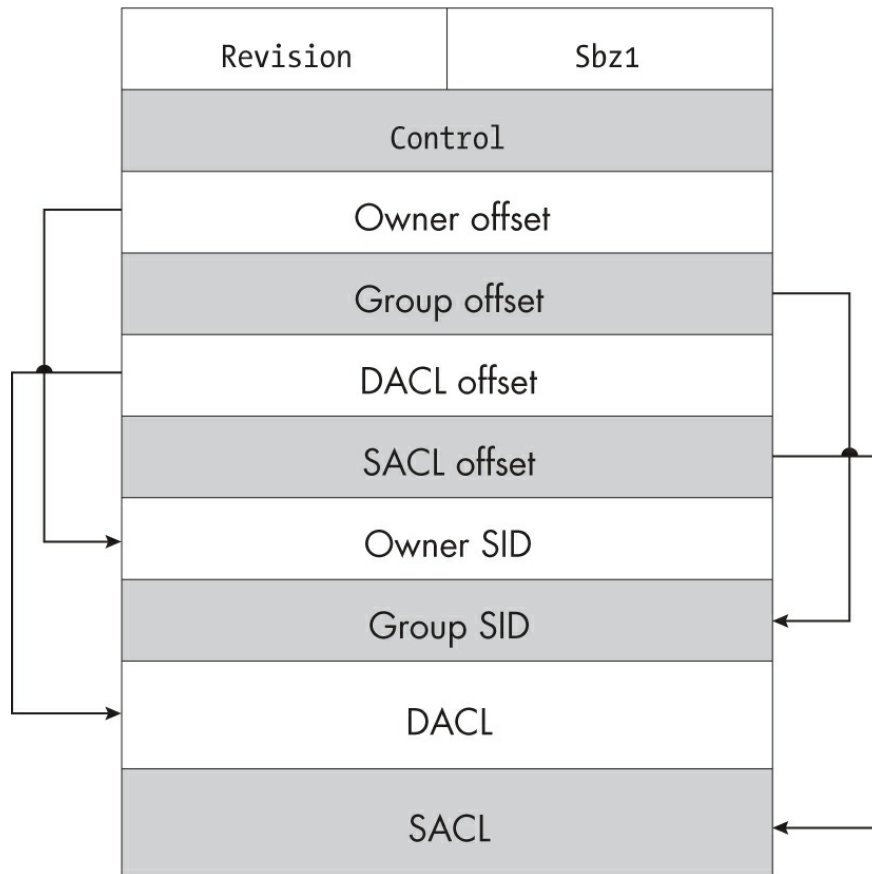 Revision Sbz1
Control
Owner offset
Group offset
DACL offset
SACL offset
Owner SID
Group SID
DACL
SACL